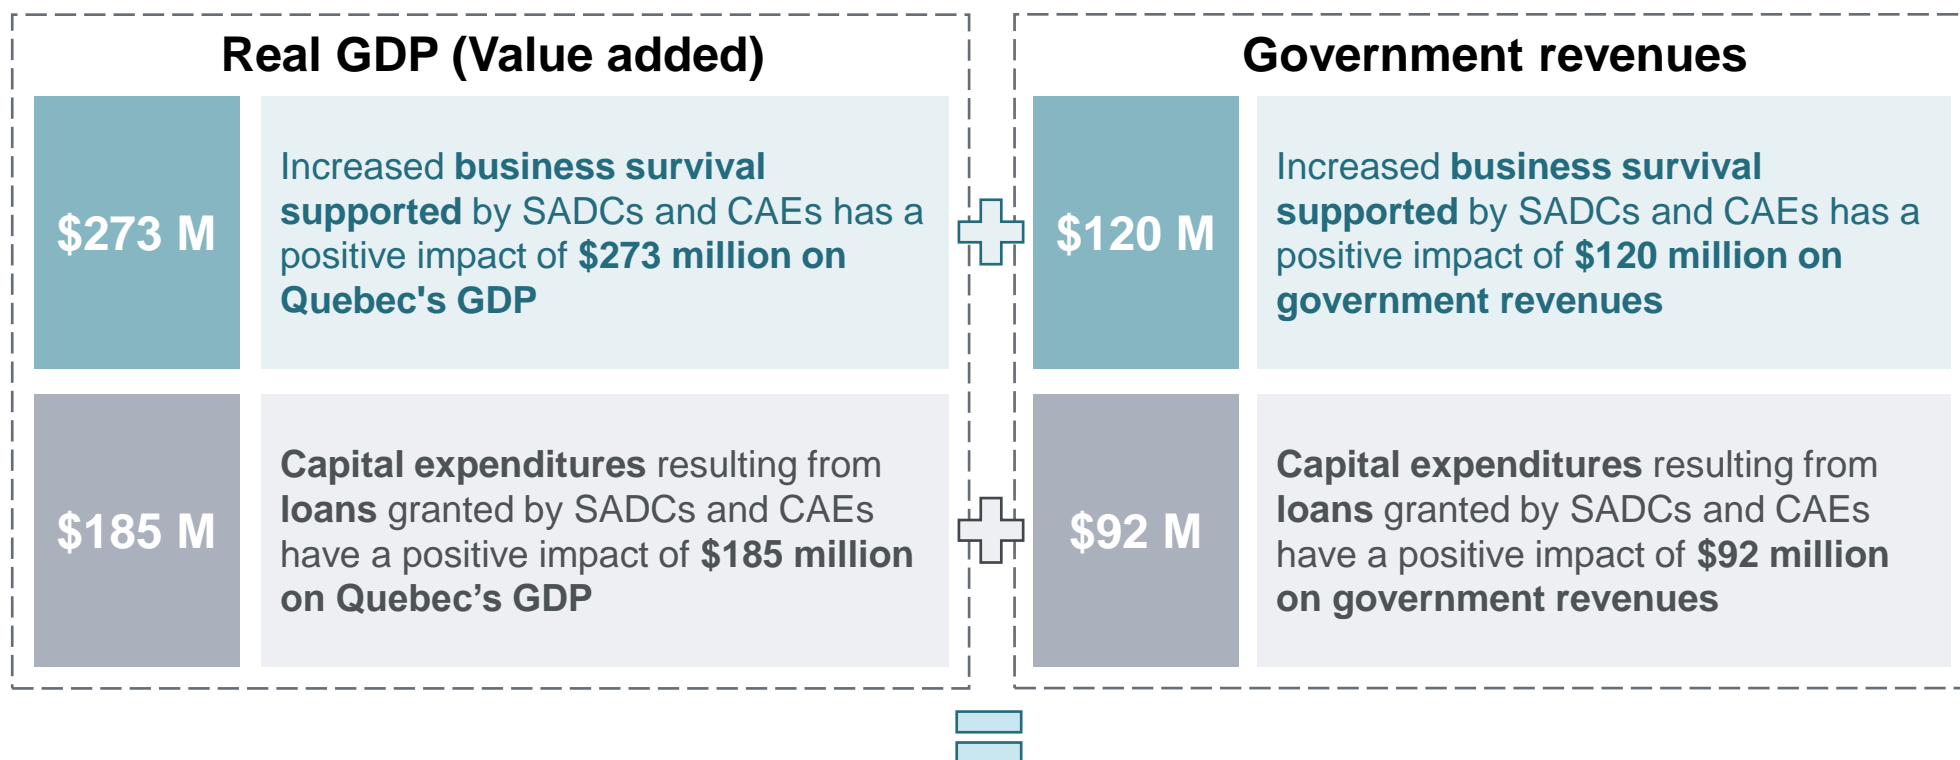 Real GDP (Value added)
$273 M
Increased business survival
supported by SADCs and CAEs has a
positive impact of $273 million on
Quebec's GDP
$185 M
Capital expenditures resulting from
loans granted by SADCs and CAEs
have a positive impact of $185 million
on Quebec’s GDP
Government revenues
$120 M
Increased business survival
supported by SADCs and CAEs has a
positive impact of $120 million on
government revenues
$92 M
Capital expenditures resulting from
loans granted by SADCs and CAEs
have a positive impact of $92 million
on government revenues